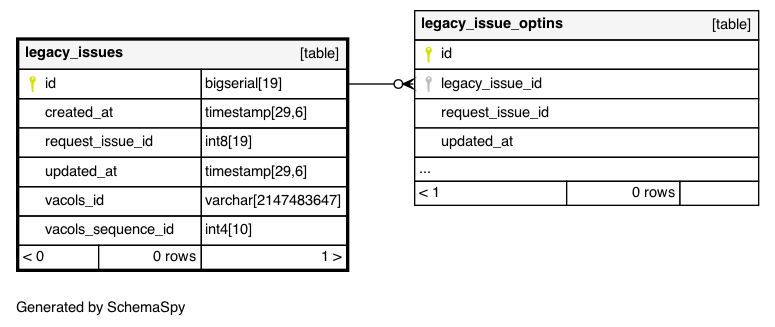 legacy_issues [table]
id bigserial[19]
created_at timestamp[29,6]
request_issue_id int8[19]
updated_at timestamp[29,6]
vacols_id varchar[2147483647]
vacols_sequence_id int4[10]
< 0 0 rows 1 >
legacy_issue_optins [table]
id
legacy_issue_id
request_issue_id
updated_at
...
< 1 0 rows
Generated by SchemaSpy